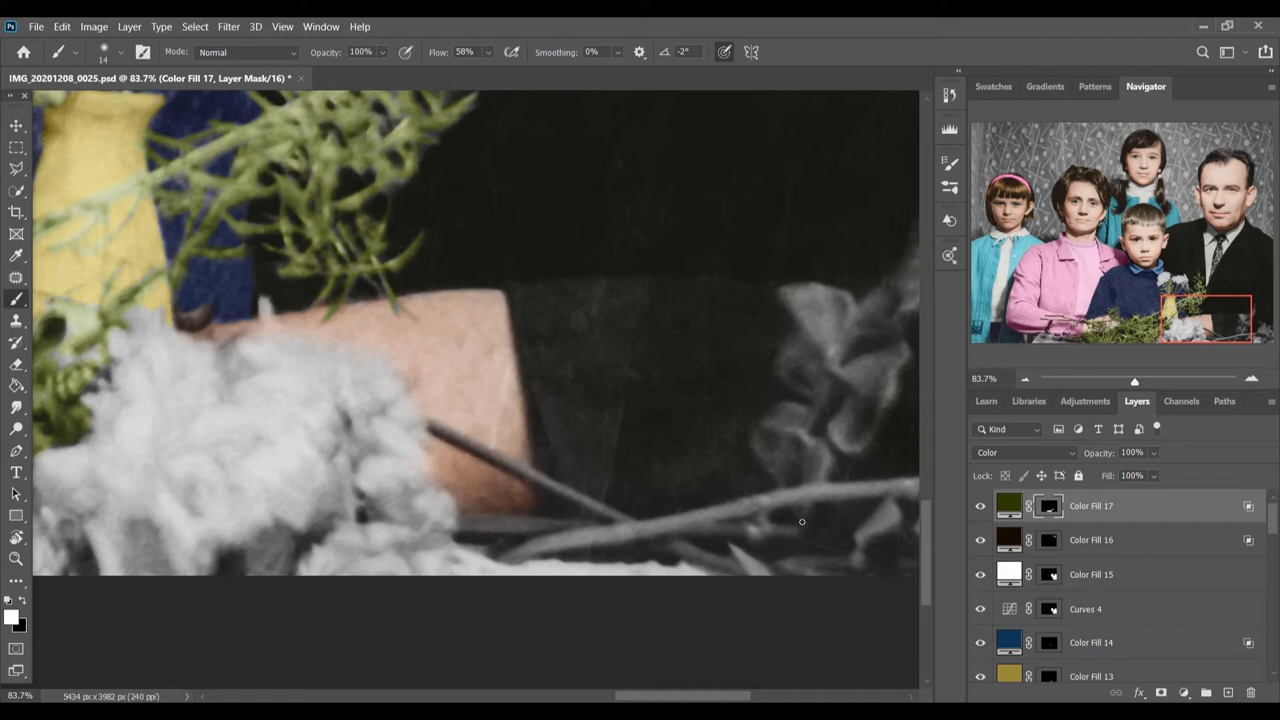 Ps File Edit Image Layer Type Select Filter 3D View Window Help
14 Mode: Normal Opacity: 100% Flow: 58% Smoothing: 0% -2°
IMG_20201208_0025.psd @ 83.7% (Color Fill 17, Layer Mask/16) *
Swatches Gradients Patterns Navigator
83.7%
Learn Libraries Adjustments Layers Channels Paths
Kind
Color Opacity: 100%
Lock: Fill: 100%
Color Fill 17
Color Fill 16
Color Fill 15
Curves 4
Color Fill 14
Color Fill 13
83.7% 5434 px x 3982 px (240 ppi)